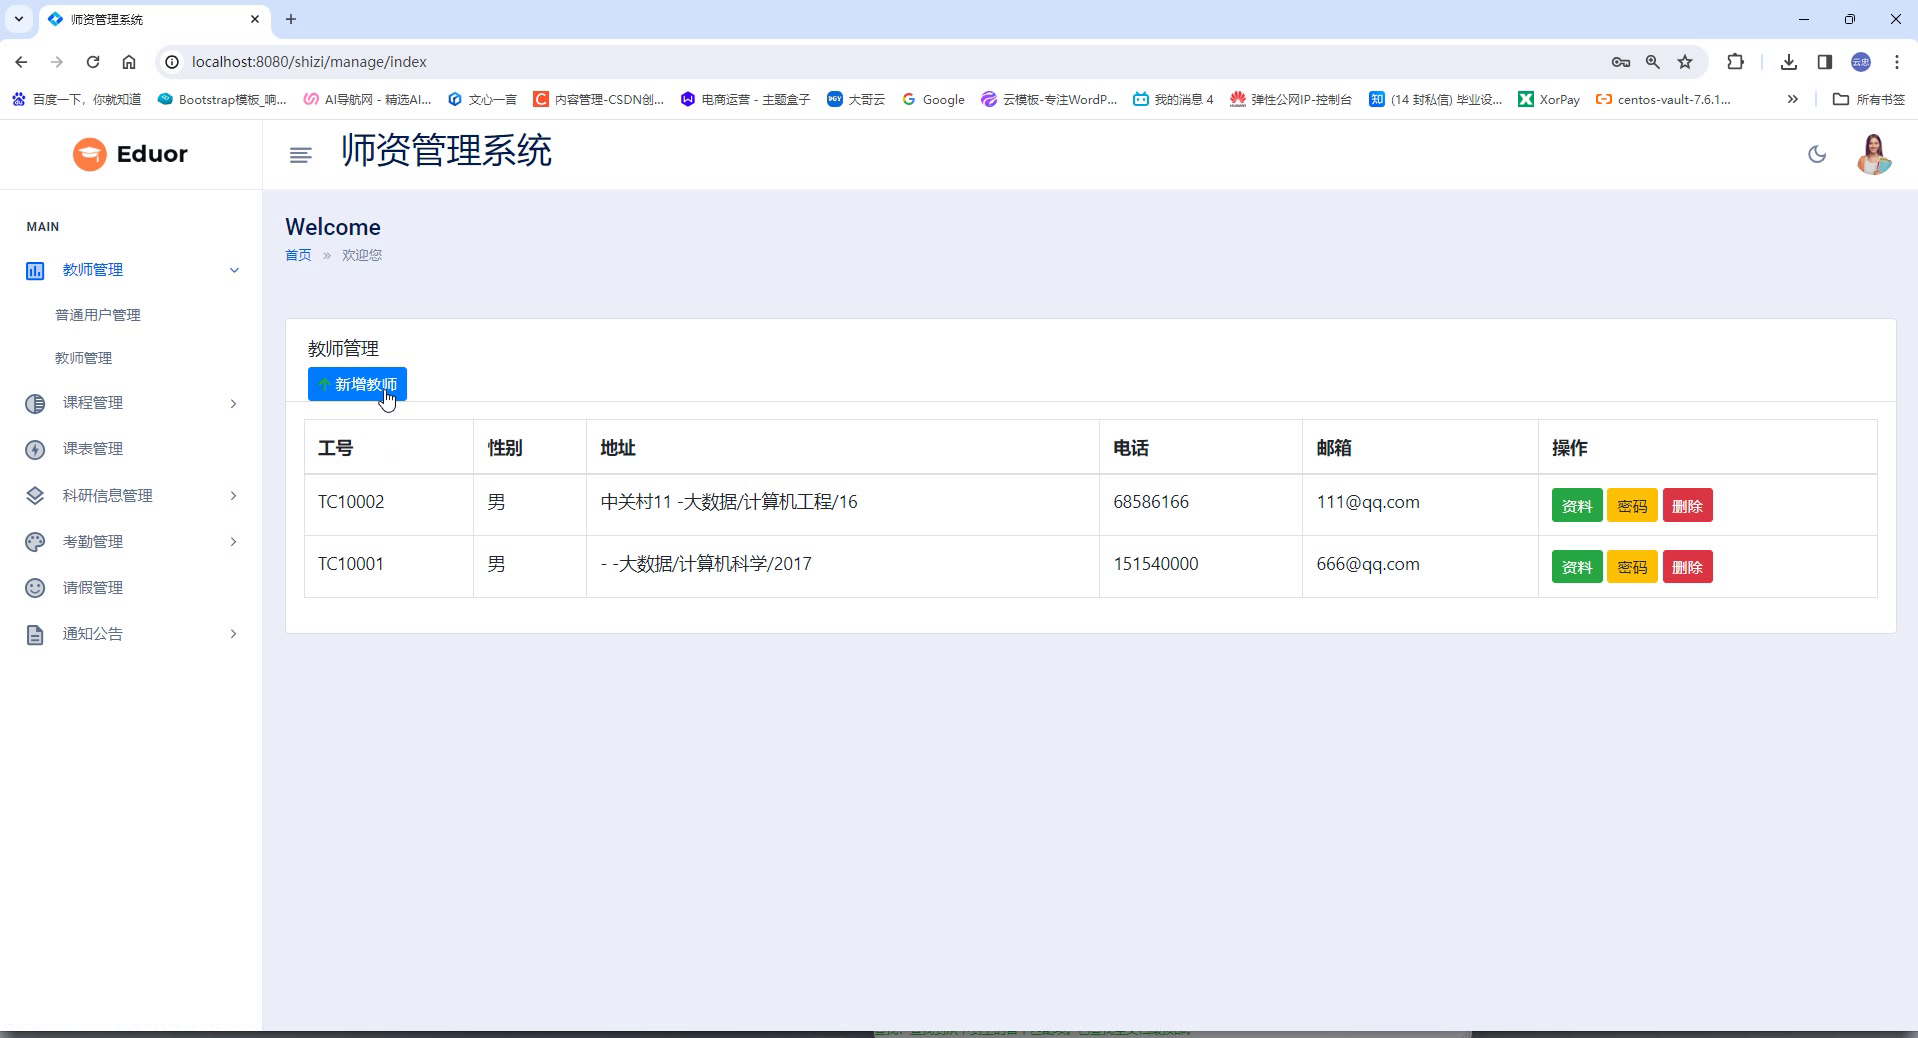 师资管理系统
localhost:8080/shizi/manage/index
百度一下，你就知道
Bootstrap模板_响...
AI导航网 - 精选AI...
文心一言
内容管理-CSDN创...
电商运营 - 主题盒子
大哥云
Google
云模板-专注WordP...
我的消息 4
弹性公网IP-控制台
(14 封私信) 毕业设...
XorPay
centos-vault-7.6.1...
所有书签
Eduor
师资管理系统
MAIN
教师管理
普通用户管理
教师管理
课程管理
课表管理
科研信息管理
考勤管理
请假管理
通知公告
Welcome
首页 » 欢迎您
教师管理
新增教师
工号 性别 地址 电话 邮箱 操作
TC10002 男 中关村11 -大数据/计算机工程/16 68586166 111@qq.com 资料 密码 删除
TC10001 男 - -大数据/计算机科学/2017 151540000 666@qq.com 资料 密码 删除